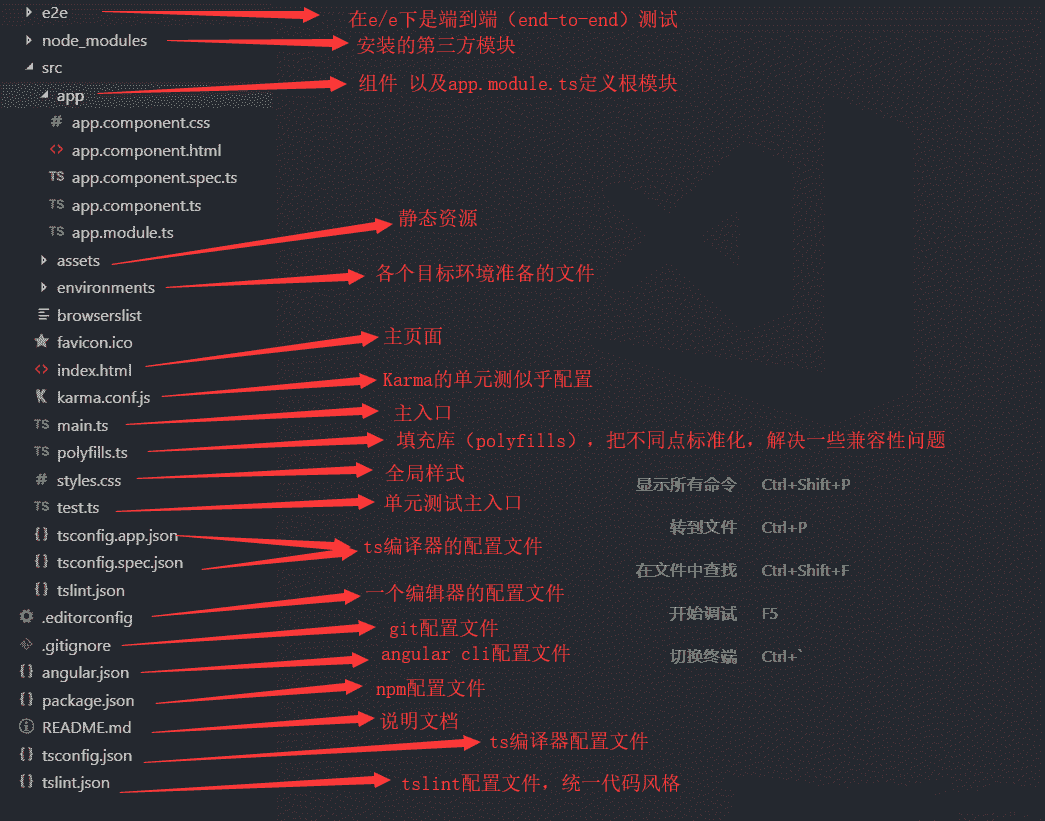 e2e 在e/e下是端到端（end-to-end）测试
node_modules 安装的第三方模块
src
app 组件 以及app.module.ts定义根模块
app.component.css
app.component.html
TS app.component.spec.ts
TS app.component.ts
TS app.module.ts
静态资源
assets
各个目标环境准备的文件
environments
browserslist
favicon.ico
主页面
index.html
Karma的单元测似乎配置
karma.conf.js
主入口
TS main.ts
填充库（polyfills），把不同点标准化，解决一些兼容性问题
TS polyfills.ts
全局样式
# styles.css
显示所有命令 Ctrl+Shift+P
单元测试主入口
TS test.ts
转到文件 Ctrl+P
{} tsconfig.app.json
ts编译器的配置文件
{} tsconfig.spec.json
在文件中查找 Ctrl+Shift+F
{} tslint.json
一个编辑器的配置文件
.editorconfig
开始调试 F5
git配置文件
.gitignore
angular cli配置文件
切换终端 Ctrl+`
{} angular.json
npm配置文件
{} package.json
说明文档
README.md
ts编译器配置文件
{} tsconfig.json
{} tslint.json
tslint配置文件，统一代码风格